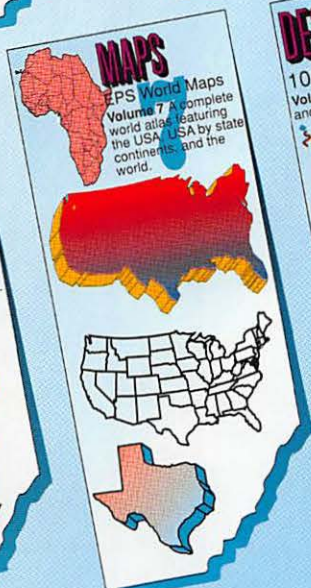 MAPS
EPS World Maps
Volume 7 A complete
world atlas featuring
the USA, USA by state
continents, and the
world.
DE
10
Vol
an